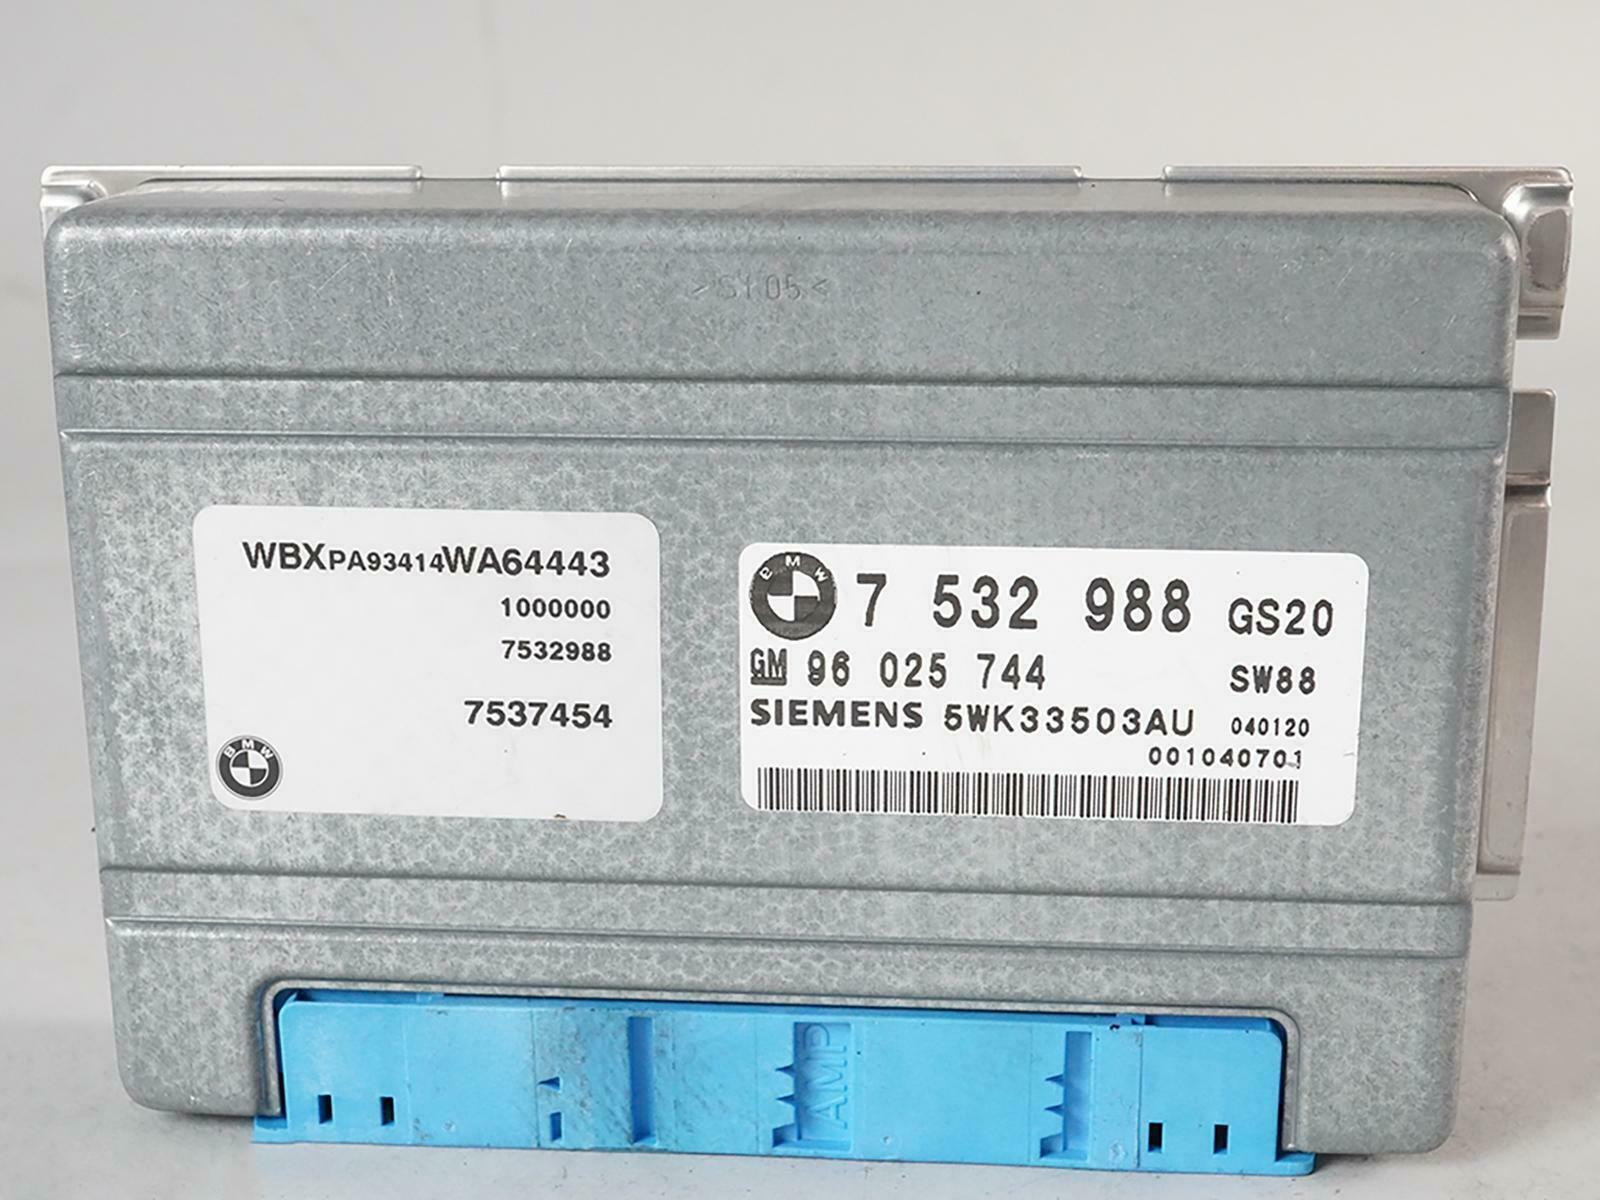 >SI05<
WBXPA93414WA64443
1000000
7532988
7537454
BMW
BMW 7 532 988 GS20
GM 96 025 744 SW88
SIEMENS 5WK33503AU 040120
001040701
AMP